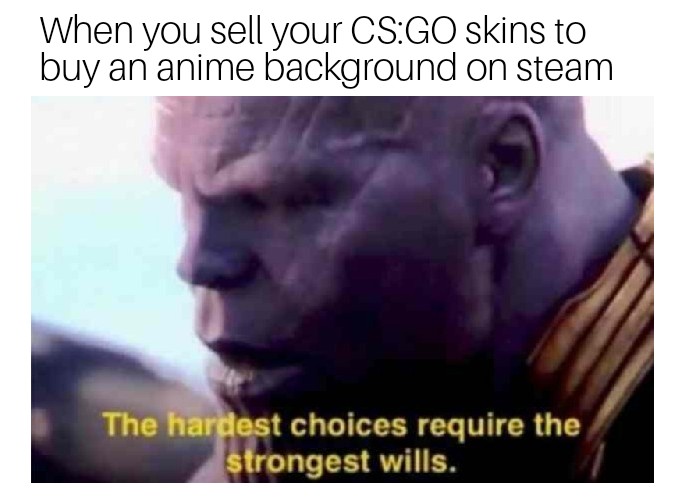 When you sell your CS:GO skins to
buy an anime background on steam
The hardest choices require the
strongest wills.